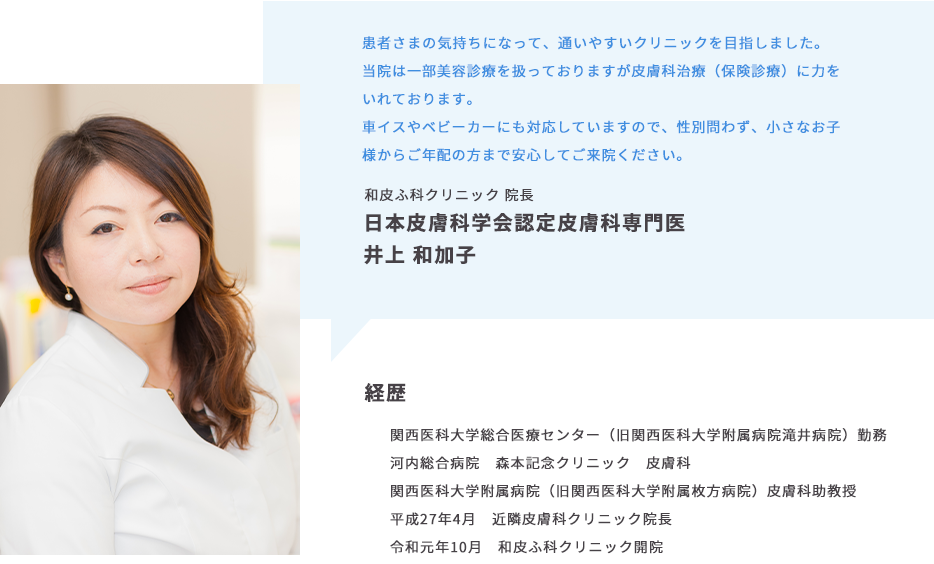 患者さまの気持ちになって、通いやすいクリニックを目指しました。
当院は一部美容診療を扱っておりますが皮膚科治療（保険診療）に力を
いれております。
車イスやベビーカーにも対応していますので、性別問わず、小さなお子
様からご年配の方まで安心してご来院ください。
和皮ふ科クリニック 院長
日本皮膚科学会認定皮膚科専門医
井上 和加子
経歴
関西医科大学総合医療センター（旧関西医科大学附属病院滝井病院）勤務
河内総合病院　森本記念クリニック　皮膚科
関西医科大学附属病院（旧関西医科大学附属枚方病院）皮膚科助教授
平成27年4月　近隣皮膚科クリニック院長
令和元年10月　和皮ふ科クリニック開院